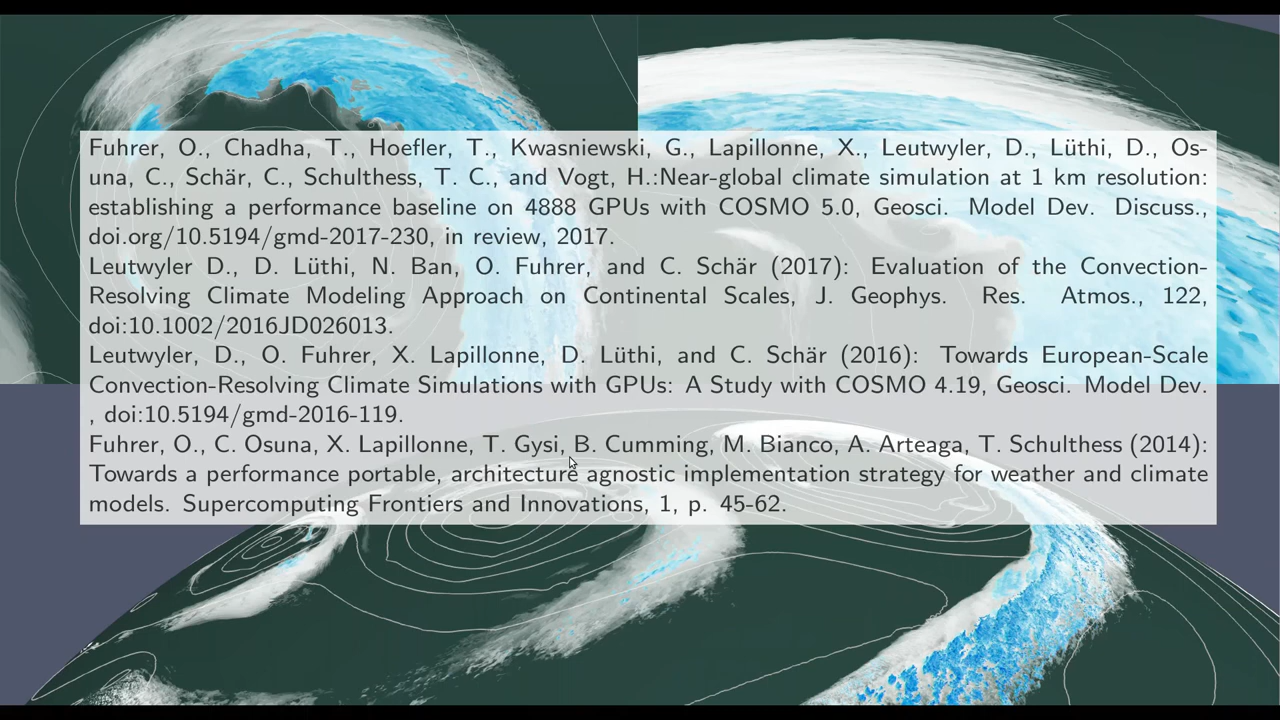 Fuhrer, O., Chadha, T., Hoefler, T., Kwasniewski, G., Lapillonne, X., Leutwyler, D., Lüthi, D., Os-
una, C., Schär, C., Schulthess, T. C., and Vogt, H.:Near-global climate simulation at 1 km resolution:
establishing a performance baseline on 4888 GPUs with COSMO 5.0, Geosci. Model Dev. Discuss.,
doi.org/10.5194/gmd-2017-230, in review, 2017.
Leutwyler D., D. Lüthi, N. Ban, O. Fuhrer, and C. Schär (2017): Evaluation of the Convection-
Resolving Climate Modeling Approach on Continental Scales, J. Geophys. Res. Atmos., 122,
doi:10.1002/2016JD026013.
Leutwyler, D., O. Fuhrer, X. Lapillonne, D. Lüthi, and C. Schär (2016): Towards European-Scale
Convection-Resolving Climate Simulations with GPUs: A Study with COSMO 4.19, Geosci. Model Dev.
, doi:10.5194/gmd-2016-119.
Fuhrer, O., C. Osuna, X. Lapillonne, T. Gysi, B. Cumming, M. Bianco, A. Arteaga, T. Schulthess (2014):
Towards a performance portable, architecture agnostic implementation strategy for weather and climate
models. Supercomputing Frontiers and Innovations, 1, p. 45-62.